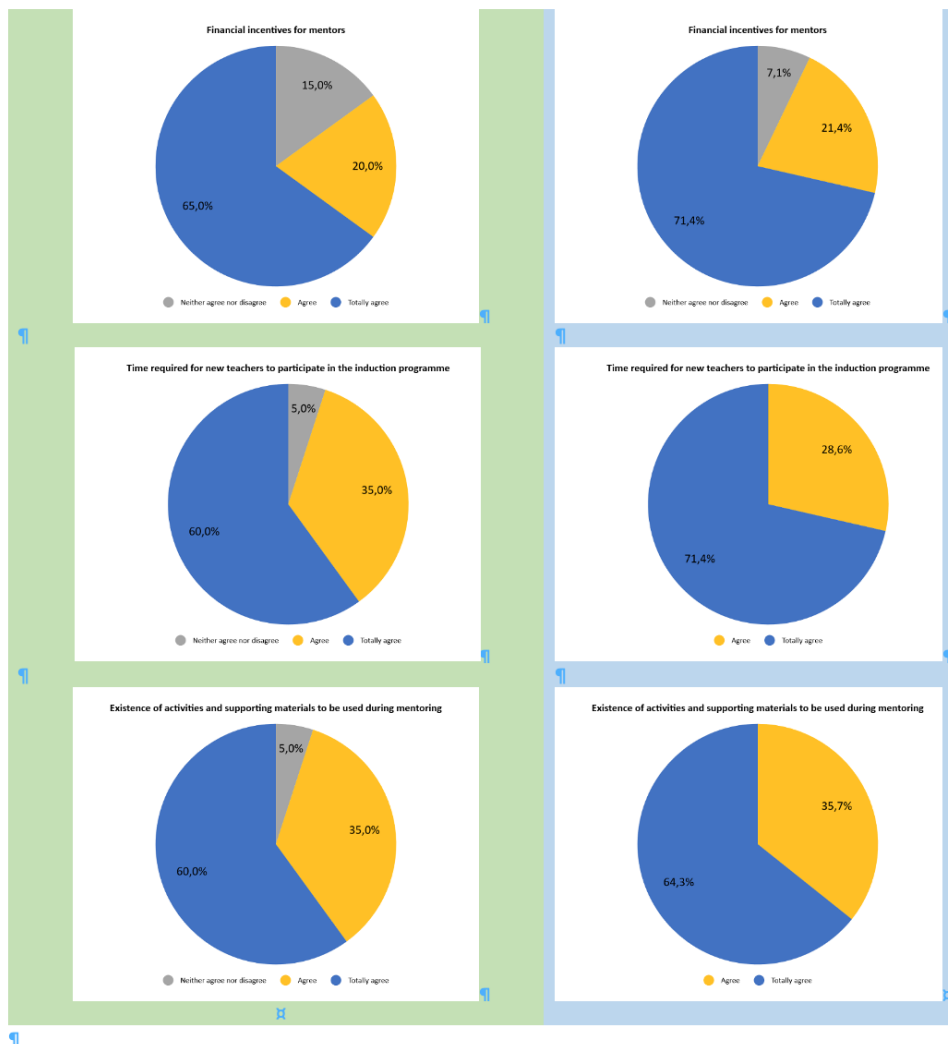 Financial incentives for mentors
15,0%
20,0%
65,0%
Neither agree nor disagree Agree Totally agree
¶
¶
Financial incentives for mentors
7,1%
21,4%
71,4%
Neither agree nor disagree Agree Totally agree
¶
Time required for new teachers to participate in the induction programme
5,0%
35,0%
60,0%
Neither agree nor disagree Agree Totally agree
¶
¶
Time required for new teachers to participate in the induction programme
28,6%
71,4%
Agree Totally agree
¶
Existence of activities and supporting materials to be used during mentoring
5,0%
35,0%
60,0%
Neither agree nor disagree Agree Totally agree
¶
¤
Existence of activities and supporting materials to be used during mentoring
35,7%
64,3%
Agree Totally agree
¶